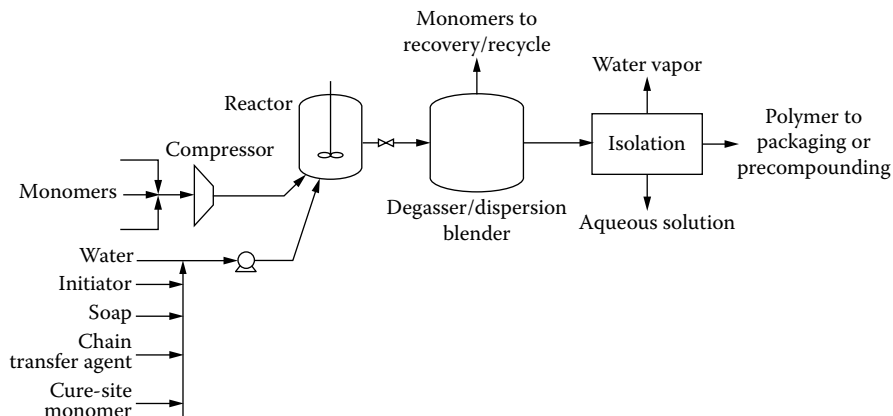 Monomers to
recovery/recycle
Water vapor
Reactor
Polymer to
packaging or
precompounding
Isolation
Compressor
Monomers
Degasser/dispersion
blender
Aqueous solution
Water
Initiator
Soap
Chain
transfer agent
Cure-site
monomer